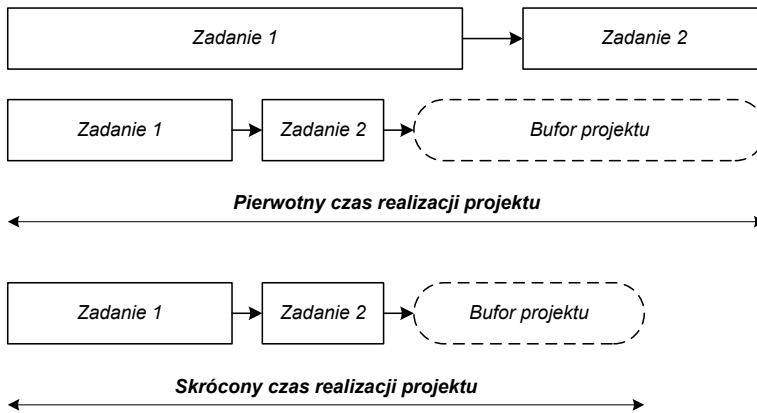 Zadanie 1 Zadanie 2
Zadanie 1 Zadanie 2 Bufor projektu
Pierwotny czas realizacji projektu
Zadanie 1 Zadanie 2 Bufor projektu
Skrócony czas realizacji projektu